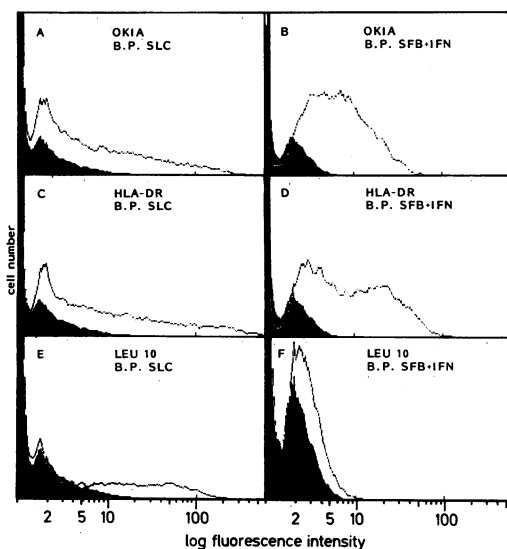 A
OKIA
B.P. SLC
B
OKIA
B.P. SFB+IFN
C
HLA-DR
B.P. SLC
D
HLA-DR
B.P. SFB+IFN
E
LEU 10
B.P. SLC
F
LEU 10
B.P. SFB+IFN
cell number
2 5 10 100
2 5 10 100
log fluorescence intensity